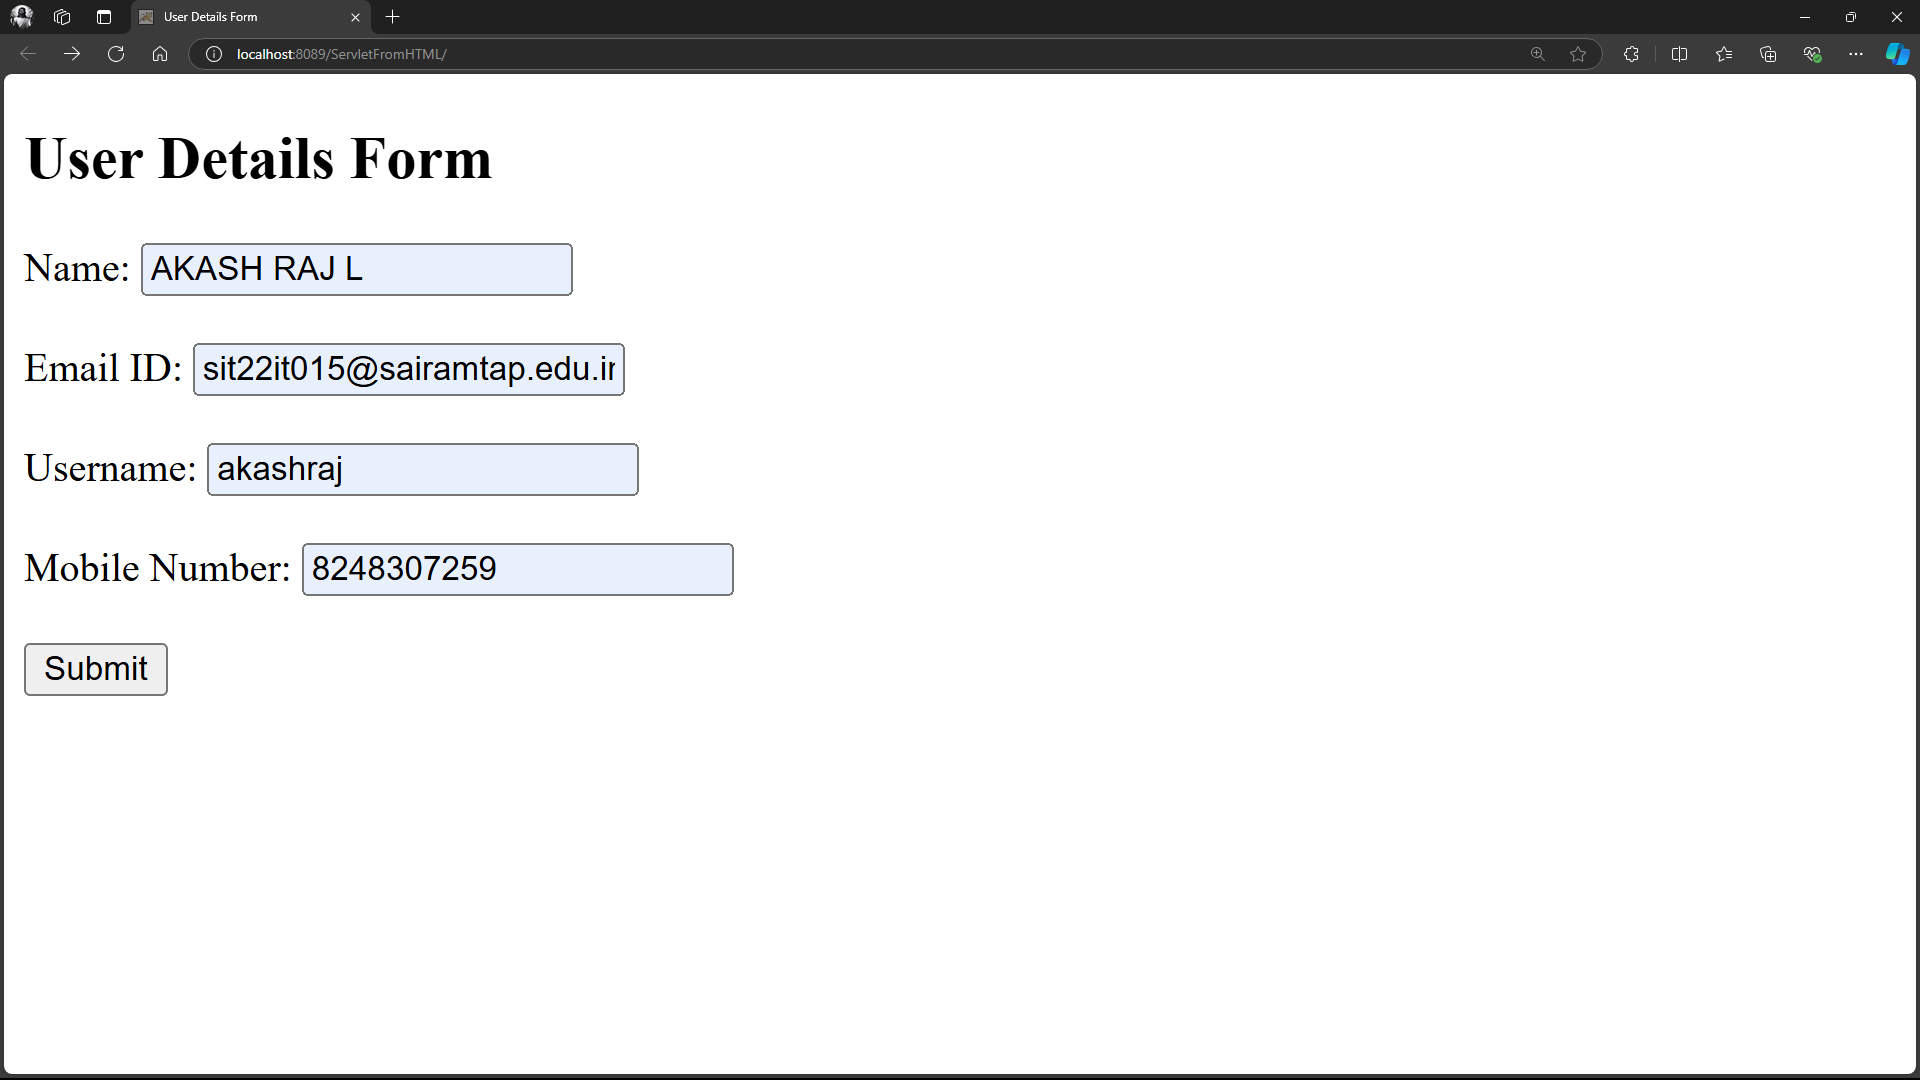 User Details Form
localhost:8089/ServletFromHTML/
User Details Form
Name: AKASH RAJ L
Email ID: sit22it015@sairamtap.edu.in
Username: akashraj
Mobile Number: 8248307259
Submit